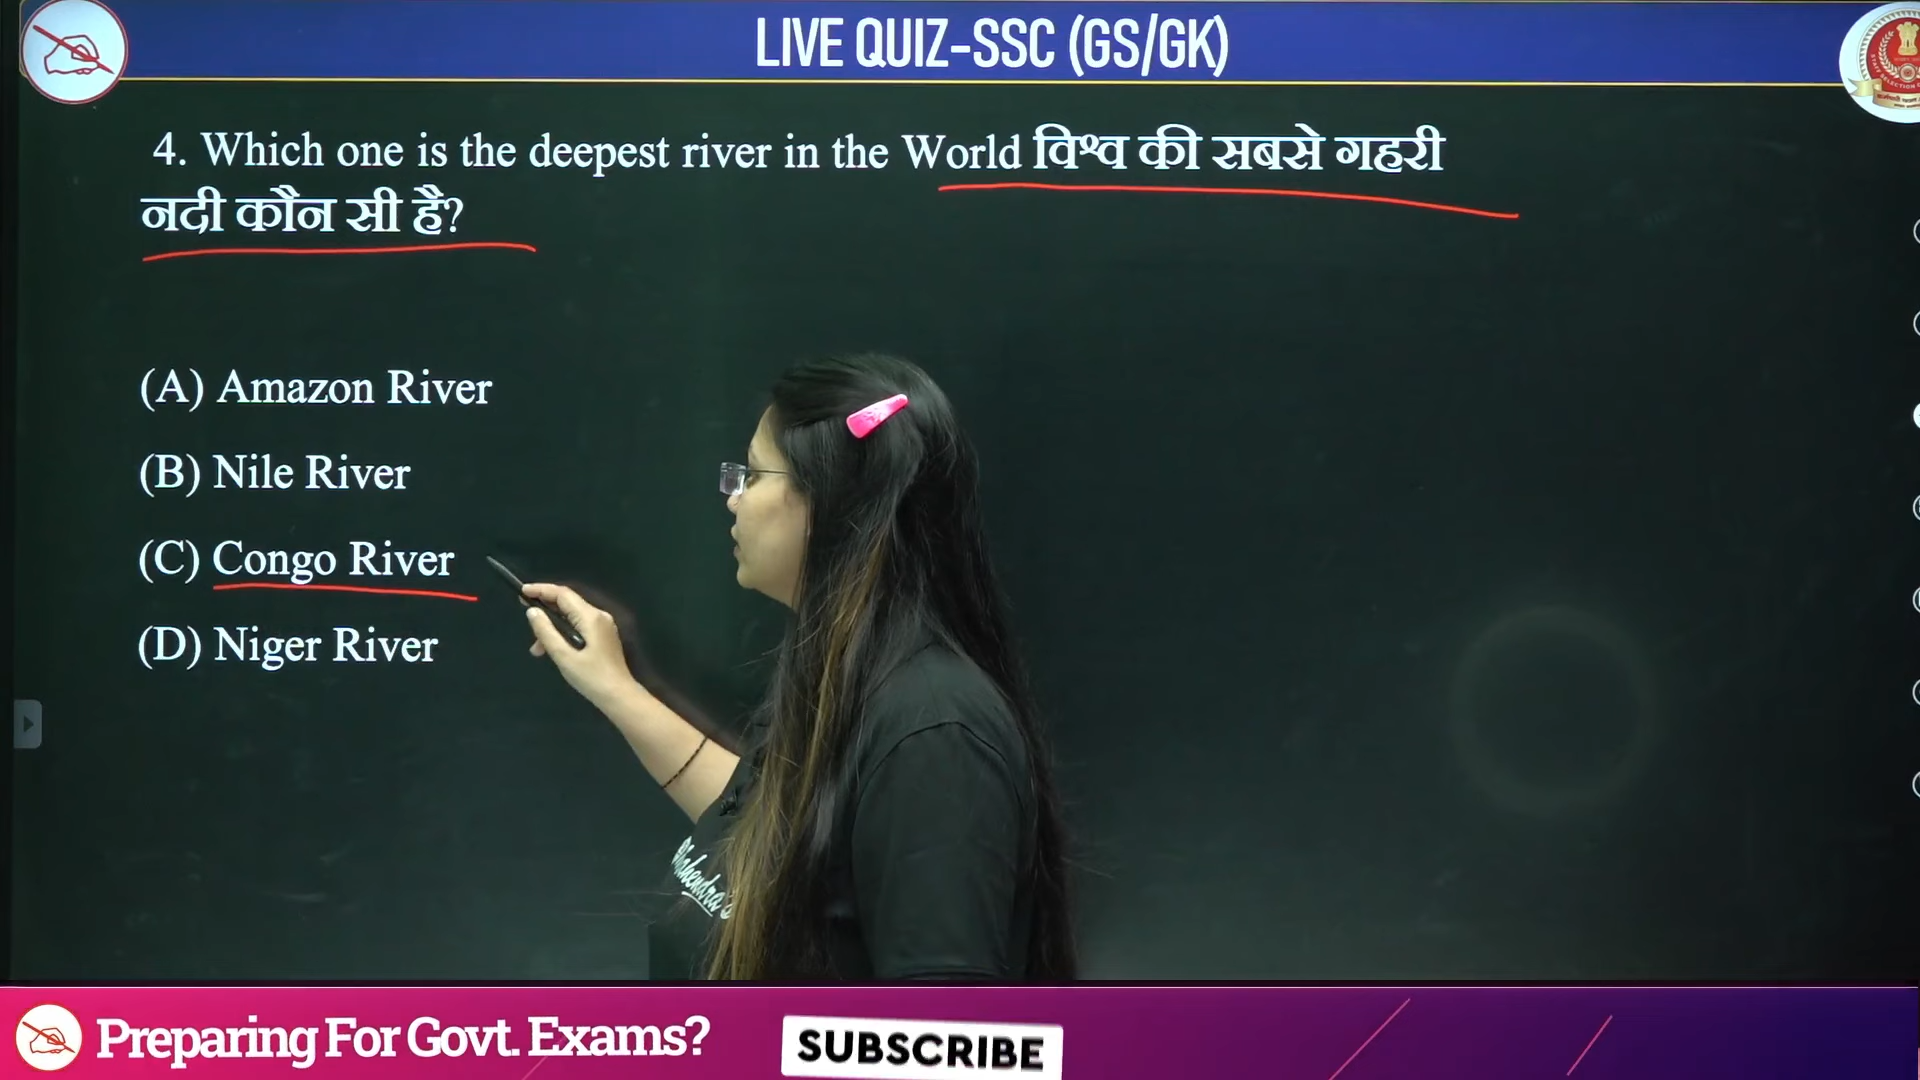 LIVE QUIZ-SSC (GS/GK)
4. Which one is the deepest river in the World विश्व की सबसे गहरी
नदी कौन सी है?
(A) Amazon River
(B) Nile River
(C) Congo River
(D) Niger River
Mahendra's
Preparing For Govt. Exams?
SUBSCRIBE